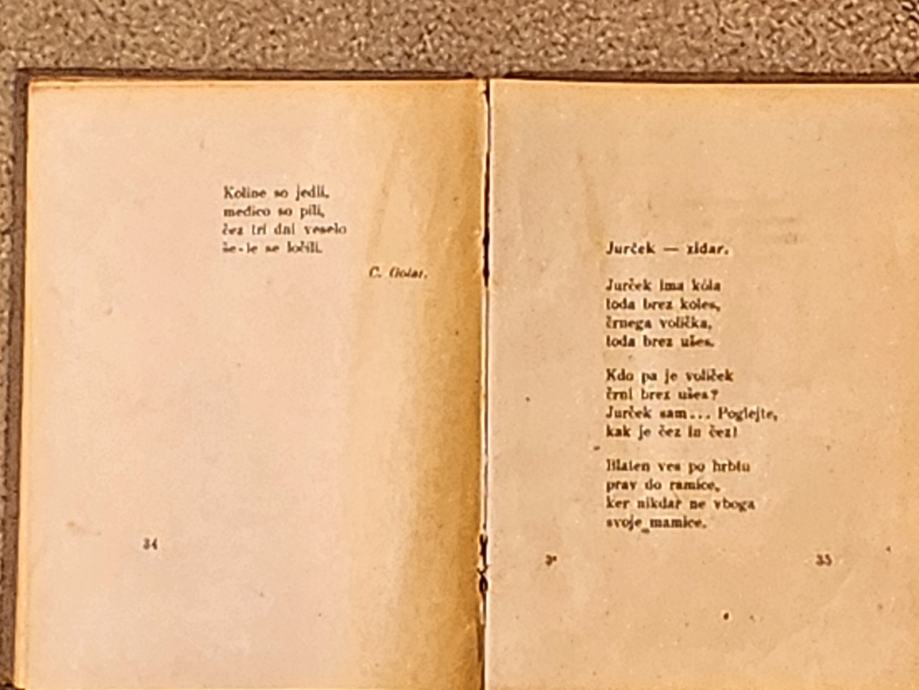 Koline so jedli,
medico so pili,
čez tri dni veselo
še-le se ločili.
C. Golar.
34
Jurček — zidar.
Jurček ima kóla
toda brez koles,
črnega volička,
toda brez ušes.
Kdo pa je voliček
črni brez ušes?
Jurček sam... Poglejte,
kak je čez in čez!
Blaten ves po hrbtu
prav do ramice,
ker nikdar ne vboga
svoje mamice.
3*
35